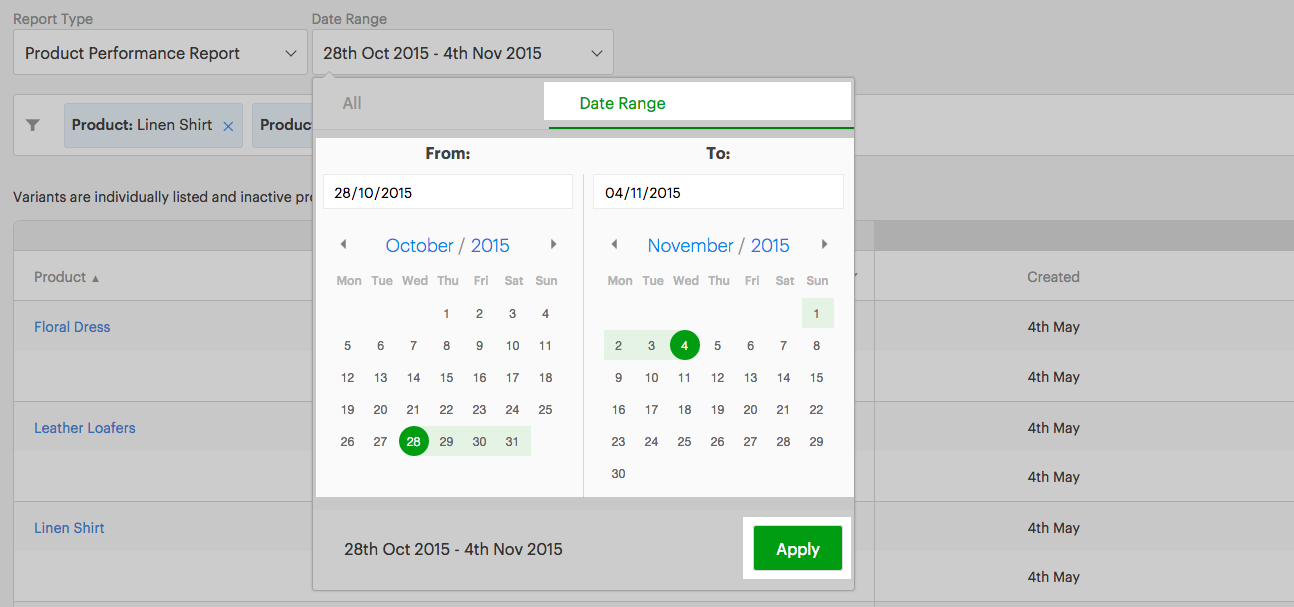 Report Type
Date Range
Product Performance Report
28th Oct 2015 - 4th Nov 2015
All
Date Range
Product: Linen Shirt ×
From:
To:
28/10/2015
04/11/2015
Variants are individually listed and inactive
October / 2015
November / 2015
Mon Tue Wed Thu Fri Sat Sun
1 2 3 4
5 6 7 8 9 10 11
12 13 14 15 16 17 18
19 20 21 22 23 24 25
26 27 28 29 30 31
Mon Tue Wed Thu Fri Sat Sun
1
2 3 4 5 6 7 8
9 10 11 12 13 14 15
16 17 18 19 20 21 22
23 24 25 26 27 28 29
30
28th Oct 2015 - 4th Nov 2015
Apply
Product ▲
Created
Floral Dress
4th May
4th May
Leather Loafers
4th May
4th May
Linen Shirt
4th May
4th May